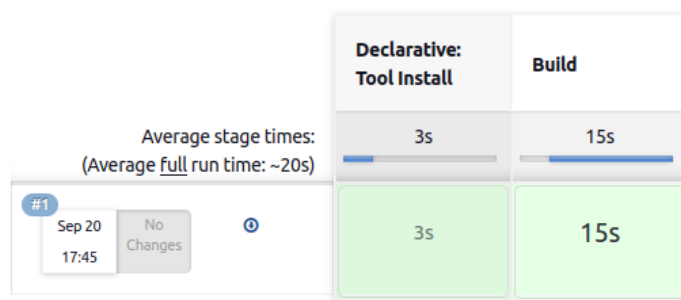 Declarative:
Tool Install
Build
Average stage times:
(Average full run time: ~20s)
3s
15s
#1
Sep 20
17:45
No
Changes
3s
15s